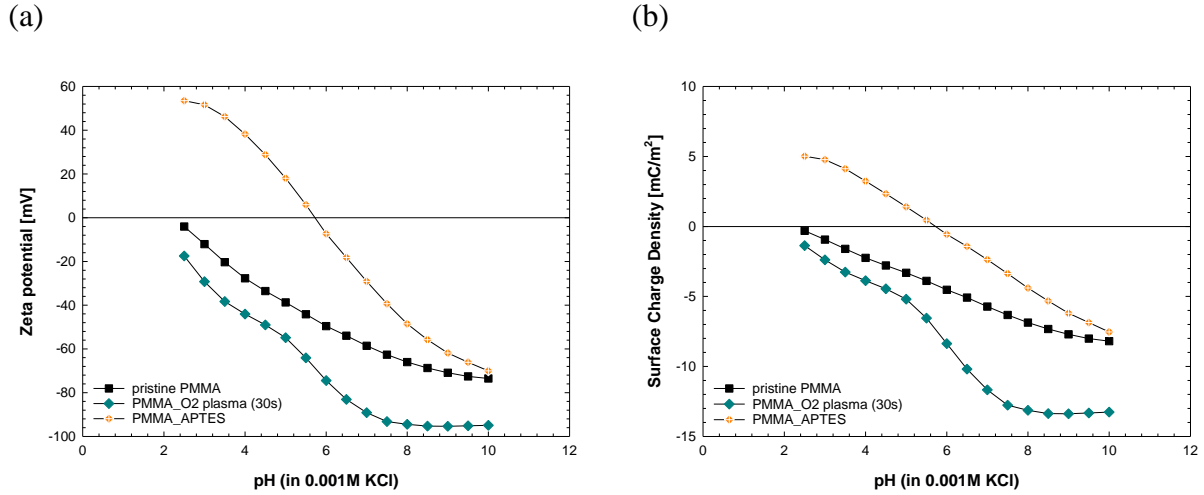 (a)
(b)
60
40
20
0
-20
-40
-60
-80
-100
0
2
4
6
8
10
12
Zeta potential [mV]
pH (in 0.001M KCl)
pristine PMMA
PMMA_O2 plasma (30s)
PMMA_APTES
10
5
0
-5
-10
-15
0
2
4
6
8
10
12
Surface Charge Density [mC/m²]
pH (in 0.001M KCl)
pristine PMMA
PMMA_O2 plasma (30s)
PMMA_APTES